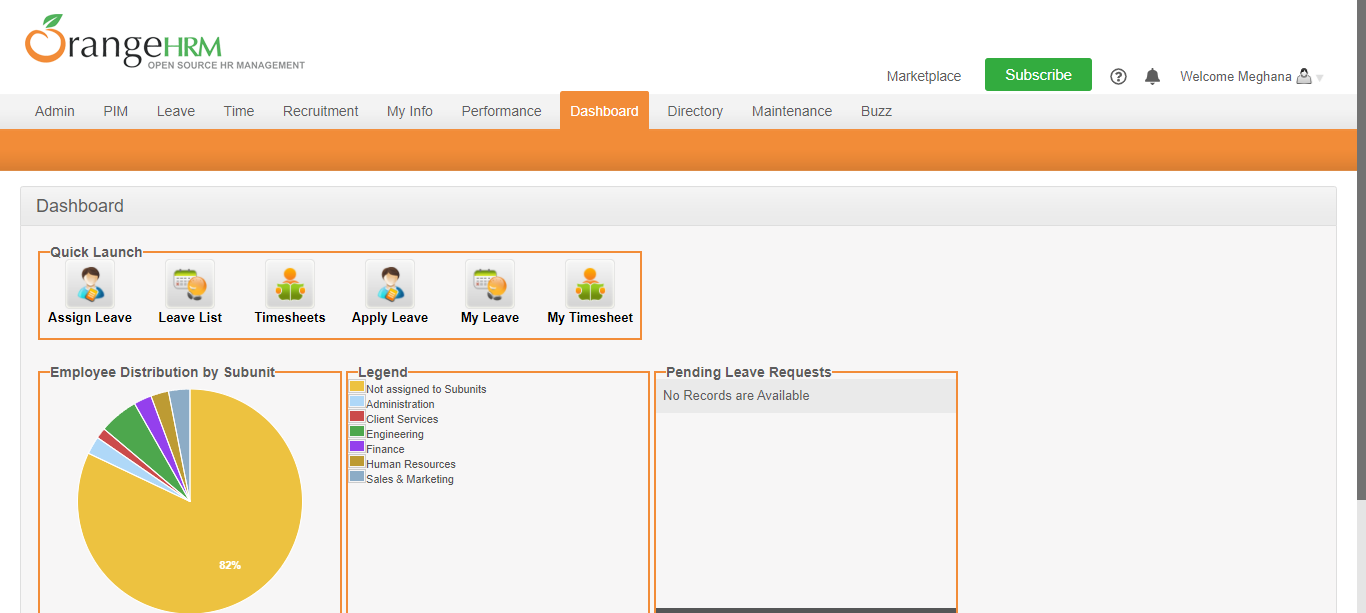 OrangeHRM
OPEN SOURCE HR MANAGEMENT
Marketplace Subscribe ? Welcome Meghana
Admin PIM Leave Time Recruitment My Info Performance Dashboard Directory Maintenance Buzz
Dashboard
Quick Launch
Assign Leave Leave List Timesheets Apply Leave My Leave My Timesheet
Employee Distribution by Subunit
82%
Legend
Not assigned to Subunits
Administration
Client Services
Engineering
Finance
Human Resources
Sales & Marketing
Pending Leave Requests
No Records are Available